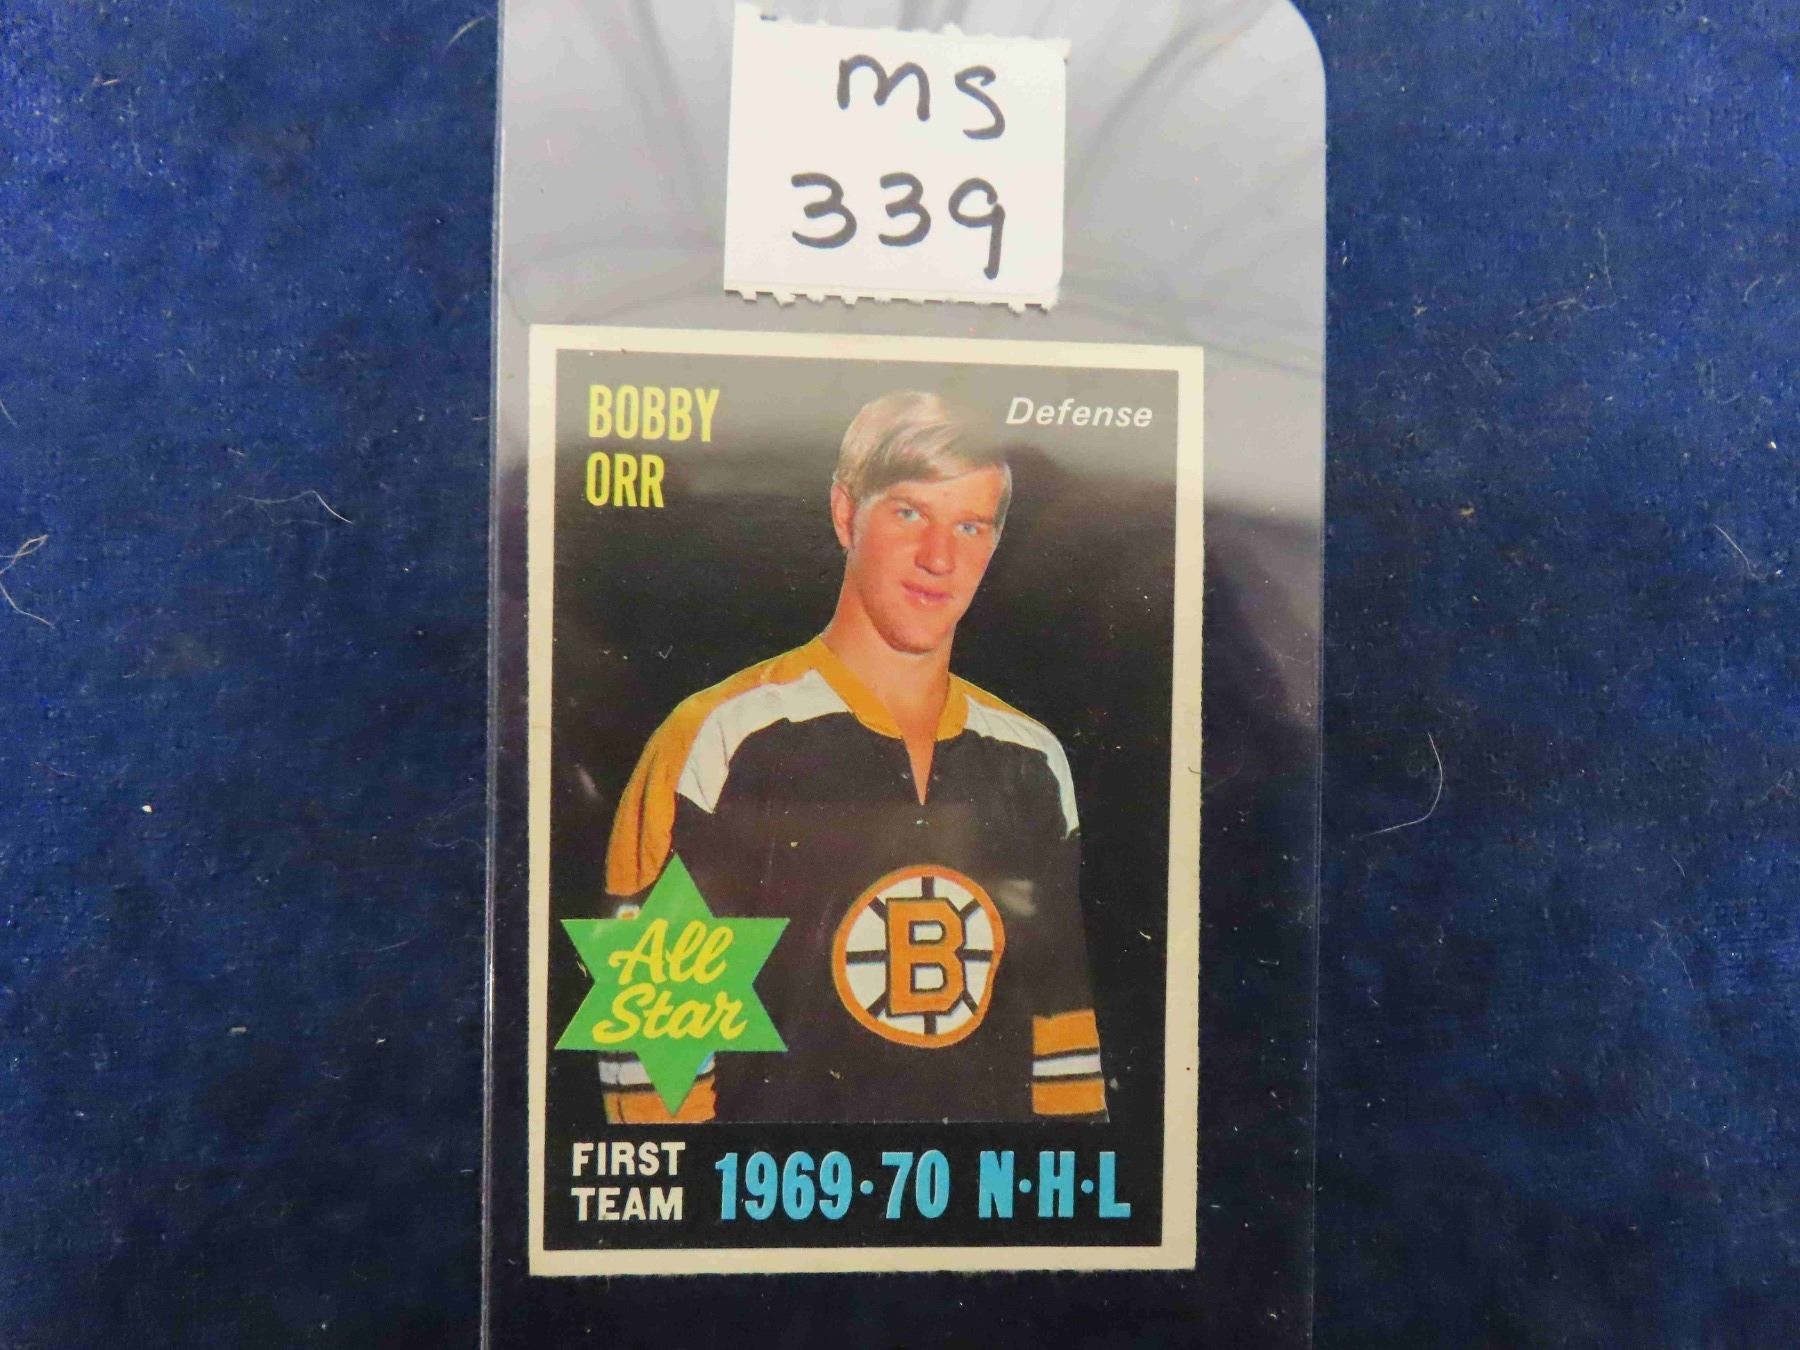 ms
339
BOBBY
ORR
Defense
All
Star
B
FIRST
TEAM
1969·70 N·H·L